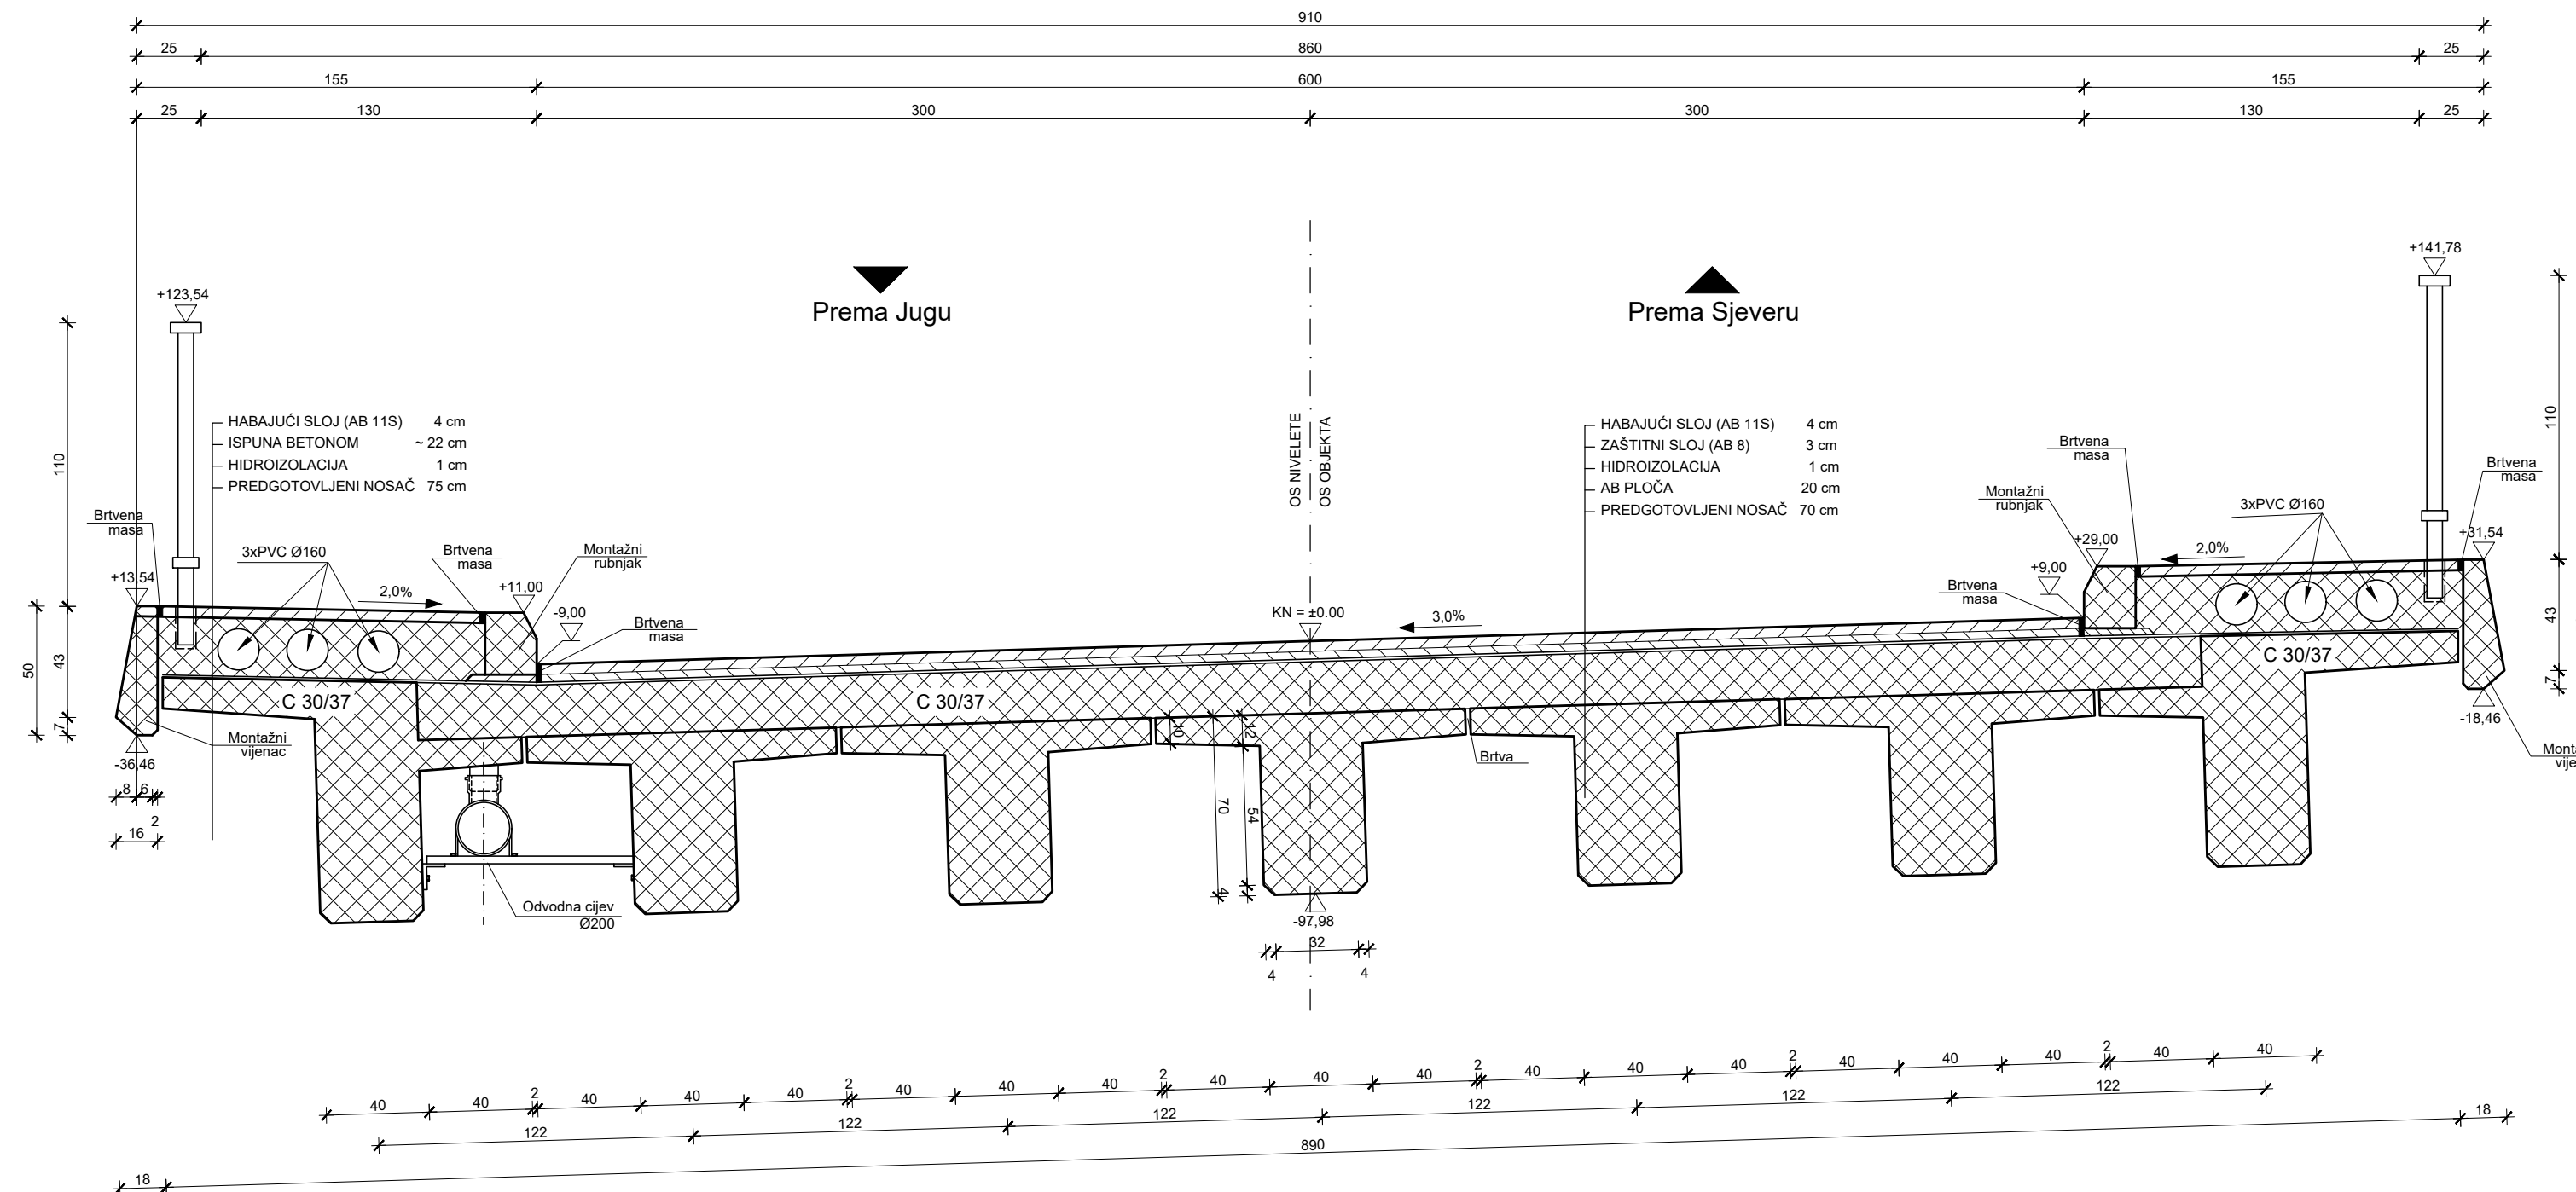 910
25 860 25
155 600 155
25 130 300 300 130 25
+141,78
+123,54
Prema Jugu
Prema Sjeveru
OS NIVELETE
OS OBJEKTA
HABAJUĆI SLOJ (AB 11S) 4 cm
ISPUNA BETONOM ~ 22 cm
HIDROIZOLACIJA 1 cm
PREDGOTOVLJENI NOSAČ 75 cm
HABAJUĆI SLOJ (AB 11S) 4 cm
ZAŠTITNI SLOJ (AB 8) 3 cm
HIDROIZOLACIJA 1 cm
AB PLOČA 20 cm
PREDGOTOVLJENI NOSAČ 70 cm
110
110
Brtvena
masa
Brtvena
masa
Montažni
rubnjak
3xPVC Ø160
Brtvena
masa
3xPVC Ø160
Brtvena
masa
Montažni
rubnjak
+29,00
2,0%
+31,54
+13,54
2,0%
+11,00
-9,00
+9,00
Brtvena
masa
Brtvena
masa
KN = ±0.00
3,0%
50
43
7
43
7
C 30/37
C 30/37
C 30/37
Montažni
vijenac
-36,46
-18,46
Monta
vije
10
12
70
54
4
Brtva
8 6
2
16
Odvodna cijev
Ø200
-97,98
32
4 4
40 40 2 40 40 40 2 40 40 40 2 40 40 40 2 40 40 40 2 40 40 40 2 40 40
122 122 122 122 122 122
18 890 18